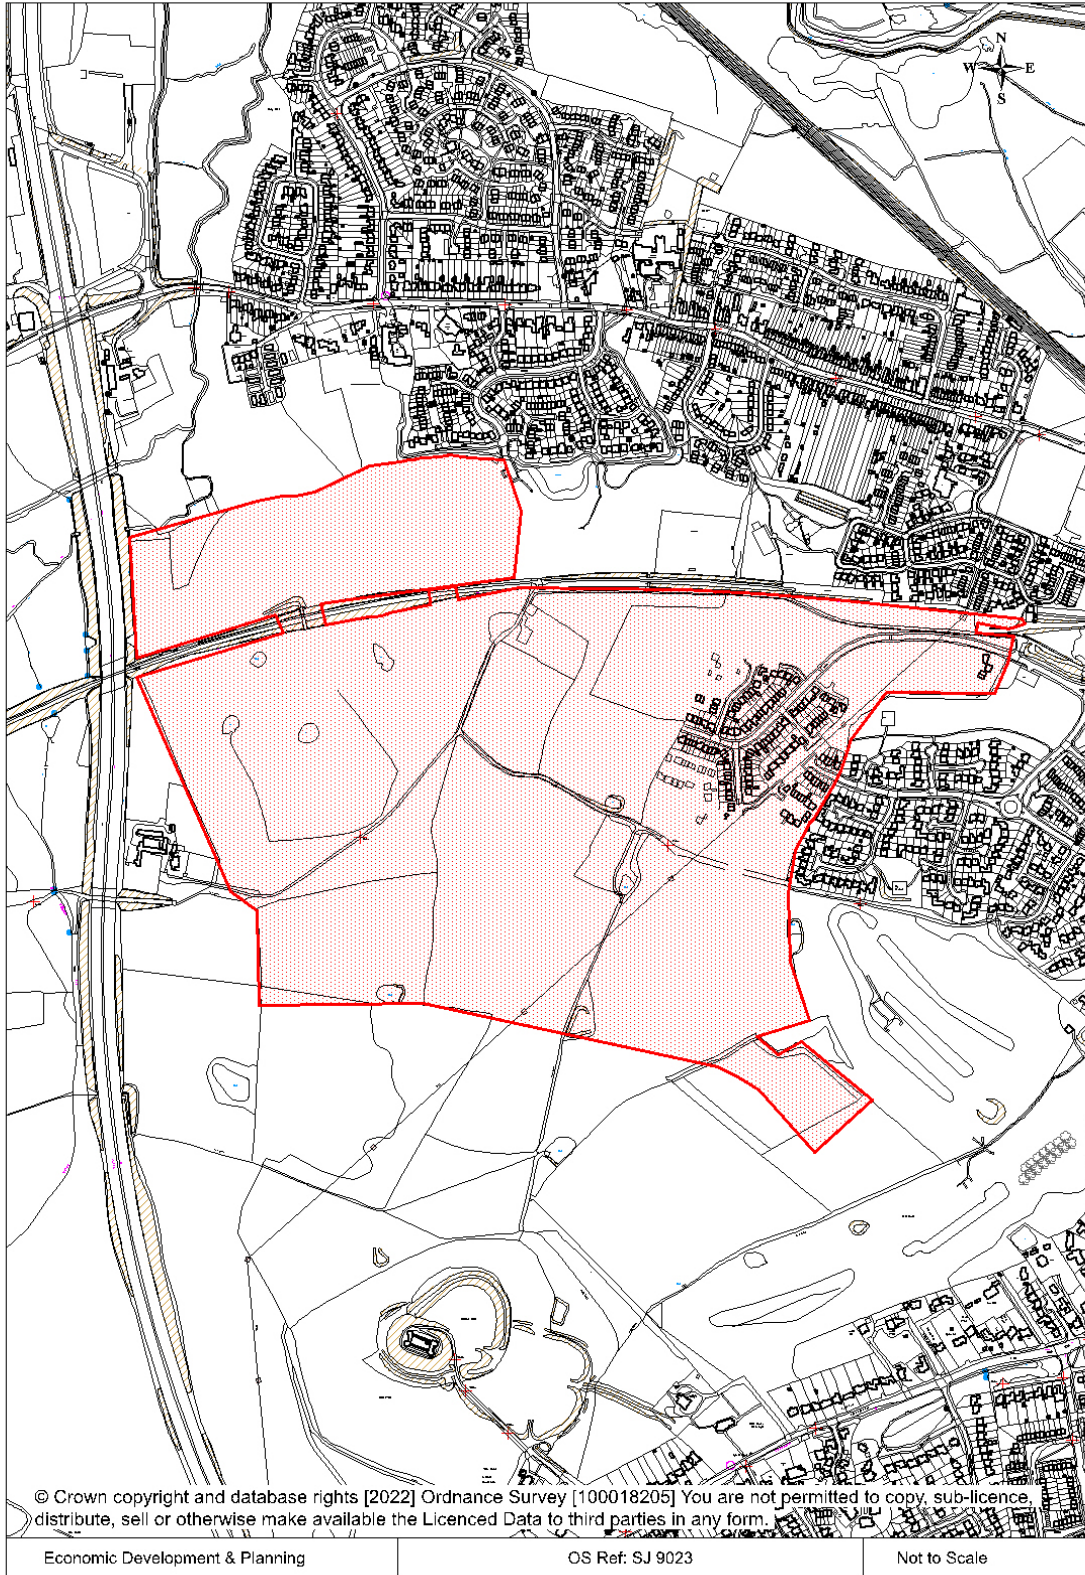 N
W E
S
© Crown copyright and database rights [2022] Ordnance Survey [100018205] You are not permitted to copy, sub-licence,
distribute, sell or otherwise make available the Licenced Data to third parties in any form.
Economic Development & Planning
OS Ref: SJ 9023
Not to Scale